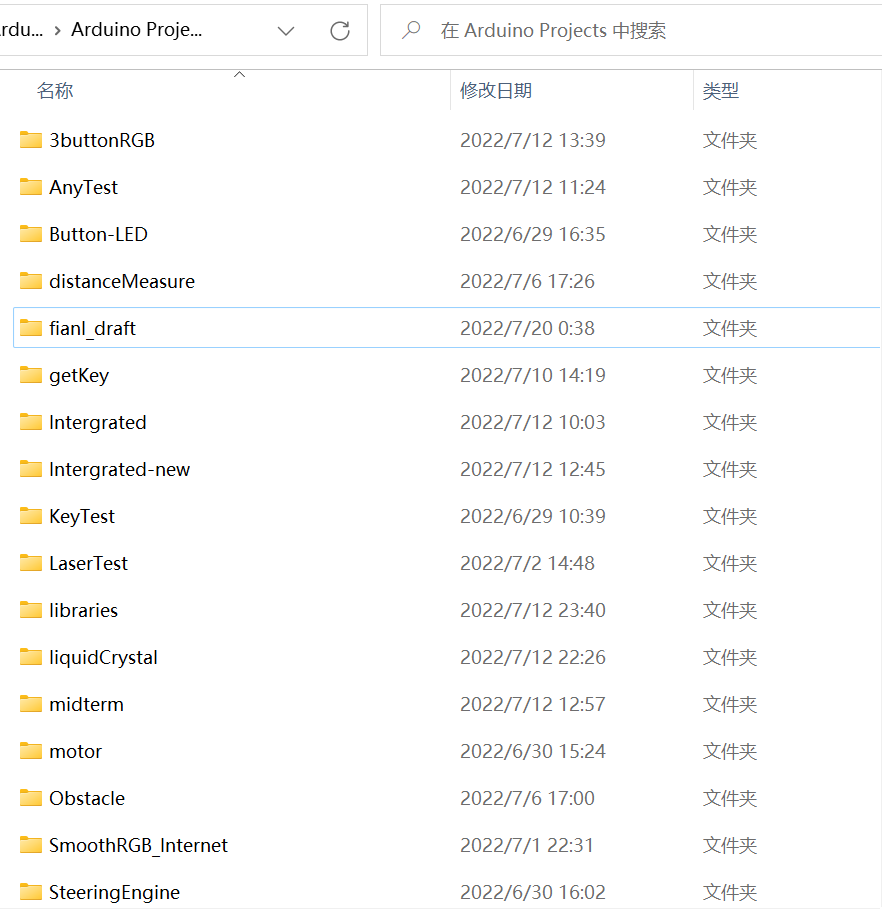 rdu... > Arduino Proje...
在 Arduino Projects 中搜索
名称 修改日期 类型
3buttonRGB 2022/7/12 13:39 文件夹
AnyTest 2022/7/12 11:24 文件夹
Button-LED 2022/6/29 16:35 文件夹
distanceMeasure 2022/7/6 17:26 文件夹
fianl_draft 2022/7/20 0:38 文件夹
getKey 2022/7/10 14:19 文件夹
Intergrated 2022/7/12 10:03 文件夹
Intergrated-new 2022/7/12 12:45 文件夹
KeyTest 2022/6/29 10:39 文件夹
LaserTest 2022/7/2 14:48 文件夹
libraries 2022/7/12 23:40 文件夹
liquidCrystal 2022/7/12 22:26 文件夹
midterm 2022/7/12 12:57 文件夹
motor 2022/6/30 15:24 文件夹
Obstacle 2022/7/6 17:00 文件夹
SmoothRGB_Internet 2022/7/1 22:31 文件夹
SteeringEngine 2022/6/30 16:02 文件夹